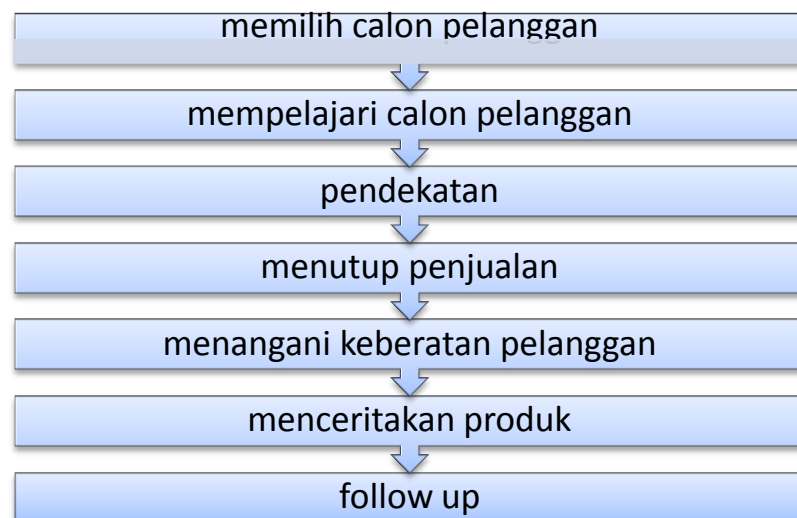 memilih calon pelanggan
mempelajari calon pelanggan
pendekatan
menutup penjualan
menangani keberatan pelanggan
menceritakan produk
follow up